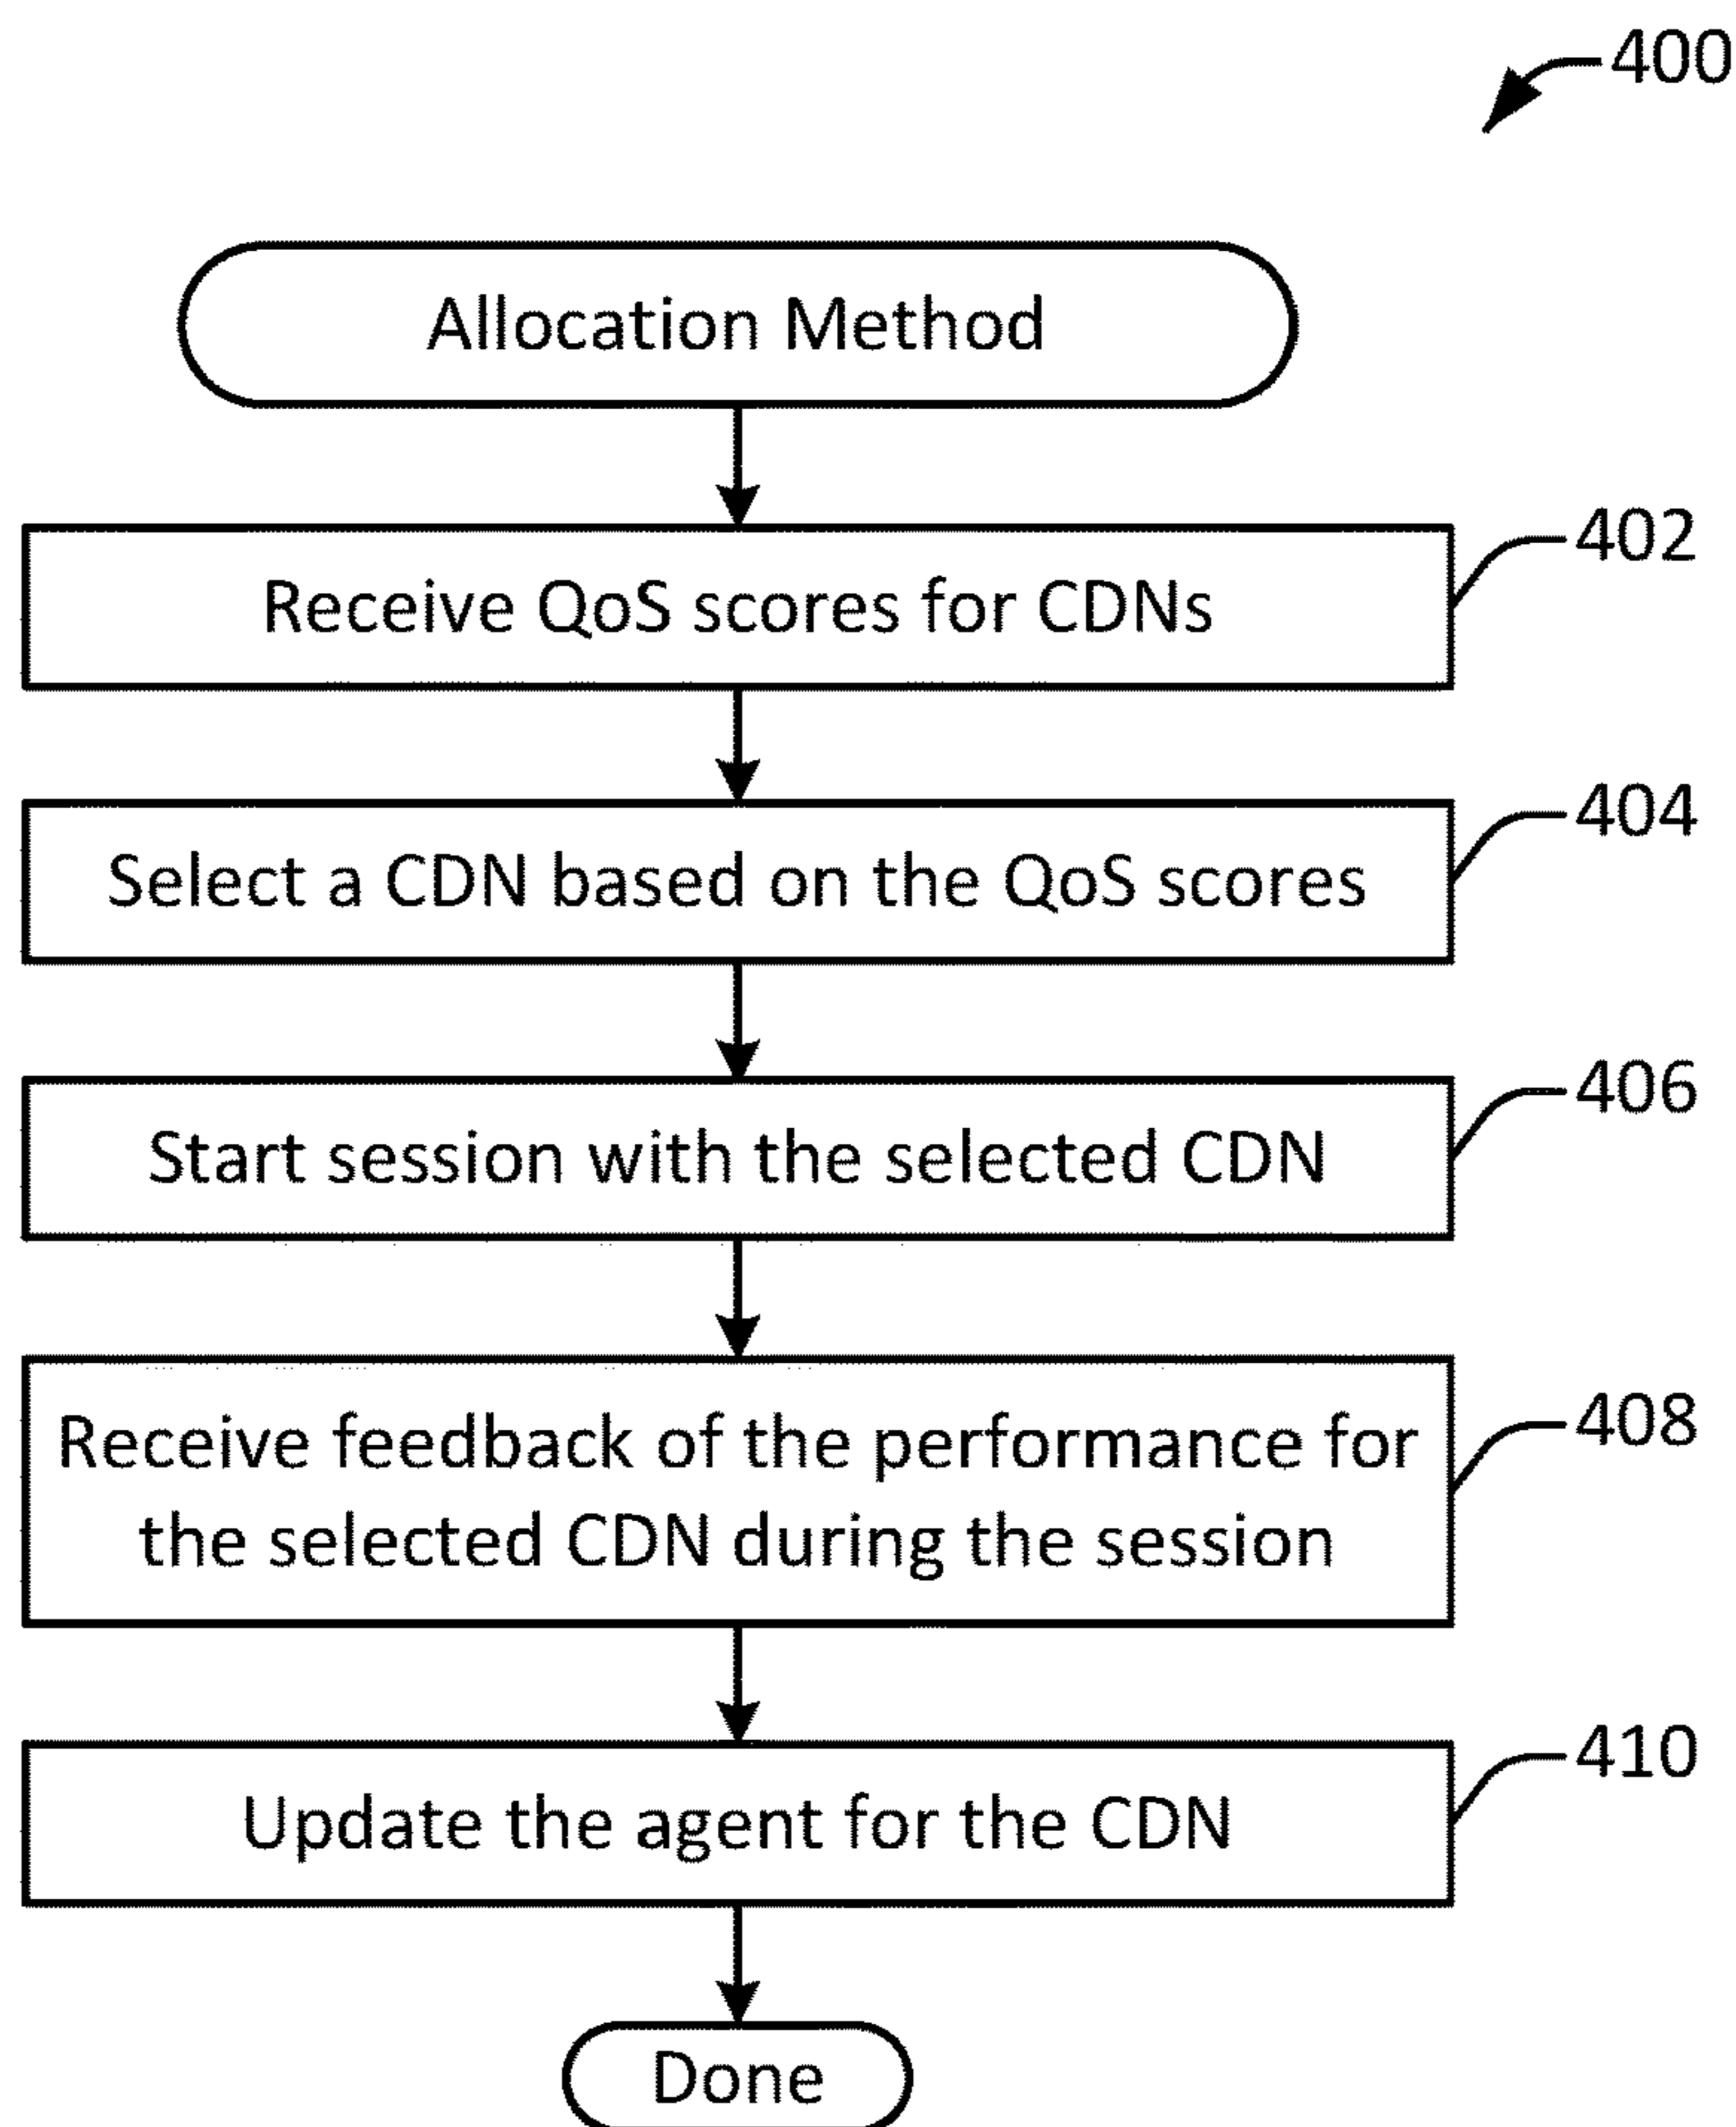 400
Allocation Method
402
Receive QoS scores for CDNs
404
Select a CDN based on the QoS scores
406
Start session with the selected CDN
408
Receive feedback of the performance for
the selected CDN during the session
410
Update the agent for the CDN
Done